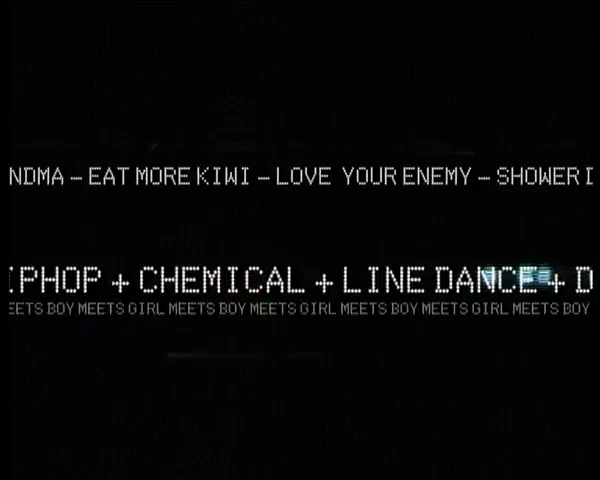 NDMA – EAT MORE KIWI – LOVE YOUR ENEMY – SHOWER I
IPHOP + CHEMICAL + LINE DANCE + D
EETS BOY MEETS GIRL MEETS BOY MEETS GIRL MEETS BOY MEETS GIRL MEETS BOY